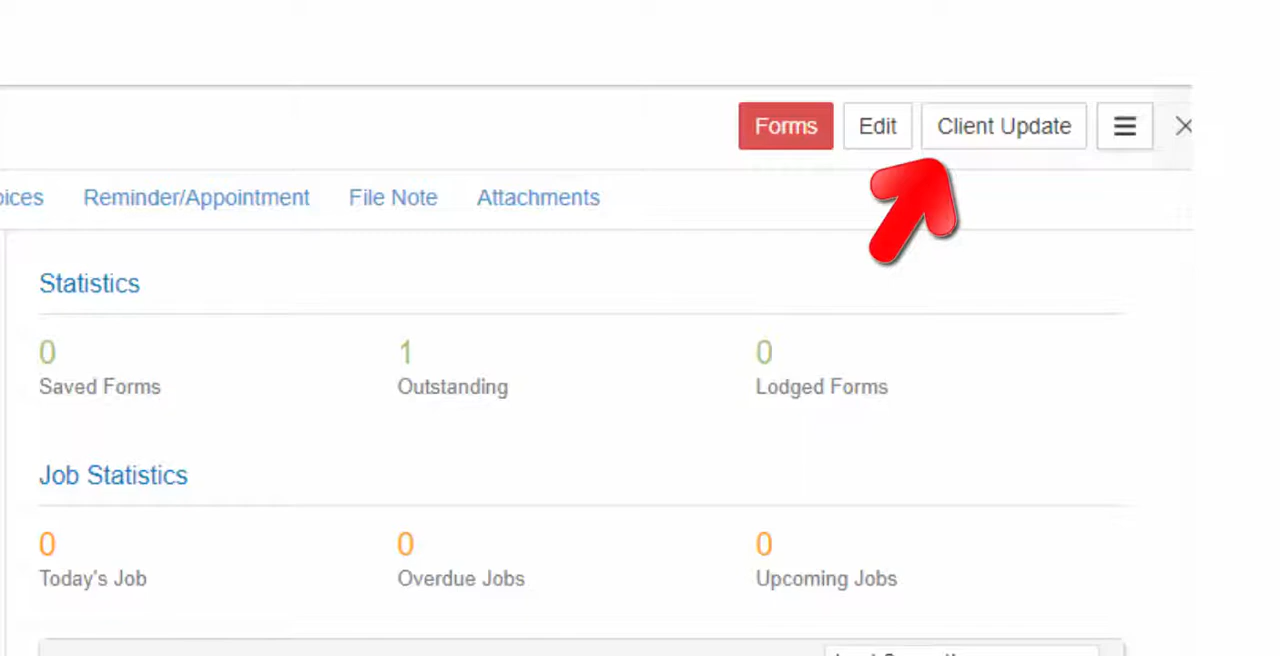 Forms Edit Client Update
Reminder/Appointment File Note Attachments
Statistics
0 1 0
Saved Forms Outstanding Lodged Forms
Job Statistics
0 0 0
Today's Job Overdue Jobs Upcoming Jobs